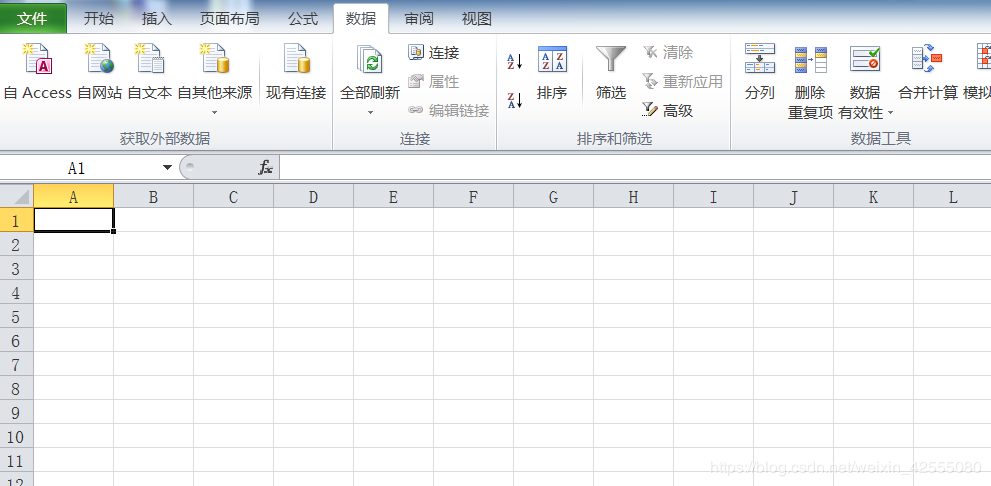 文件 开始 插入 页面布局 公式 数据 审阅 视图
自 Access 自网站 自文本 自其他来源 现有连接
获取外部数据
全部刷新 连接
属性
编辑链接
连接
排序 筛选 清除
重新应用
高级
排序和筛选
分列 删除 重复项 数据 有效性 合并计算 模拟
数据工具
A1 fx
A B C D E F G H I J K L
1
2
3
4
5
6
7
8
9
10
11
12
https://blog.csdn.net/weixin_42555080